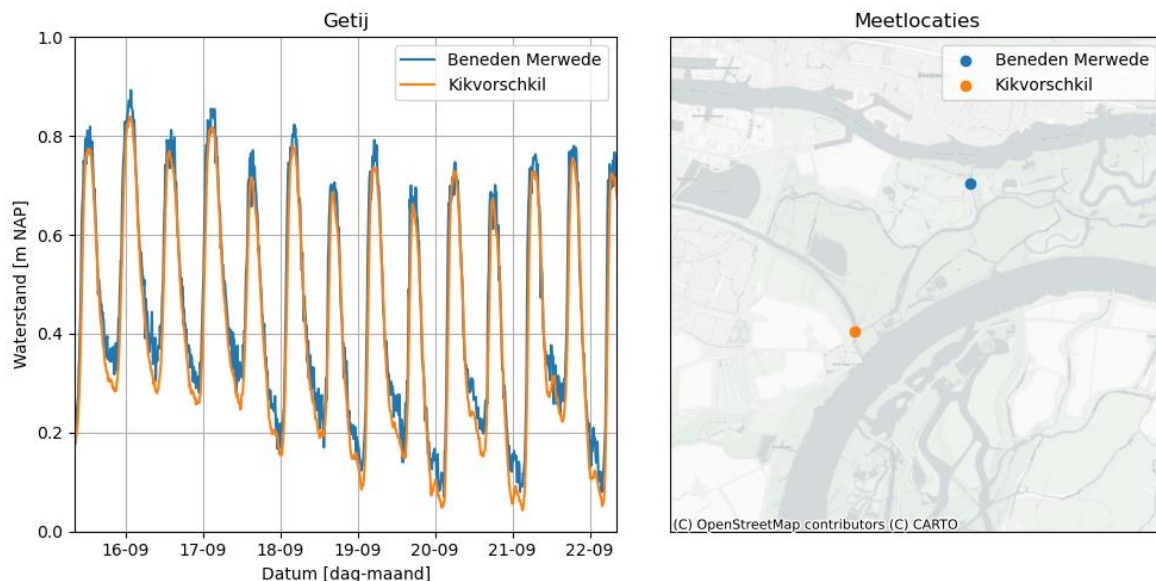 Getij
1.0
0.8
0.6
0.4
0.2
0.0
Waterstand [m NAP]
16-09
17-09
18-09
19-09
20-09
21-09
22-09
Datum [dag-maand]
Beneden Merwede
Kikvorschkil
Meetlocaties
Beneden Merwede
Kikvorschkil
(C) OpenStreetMap contributors (C) CARTO